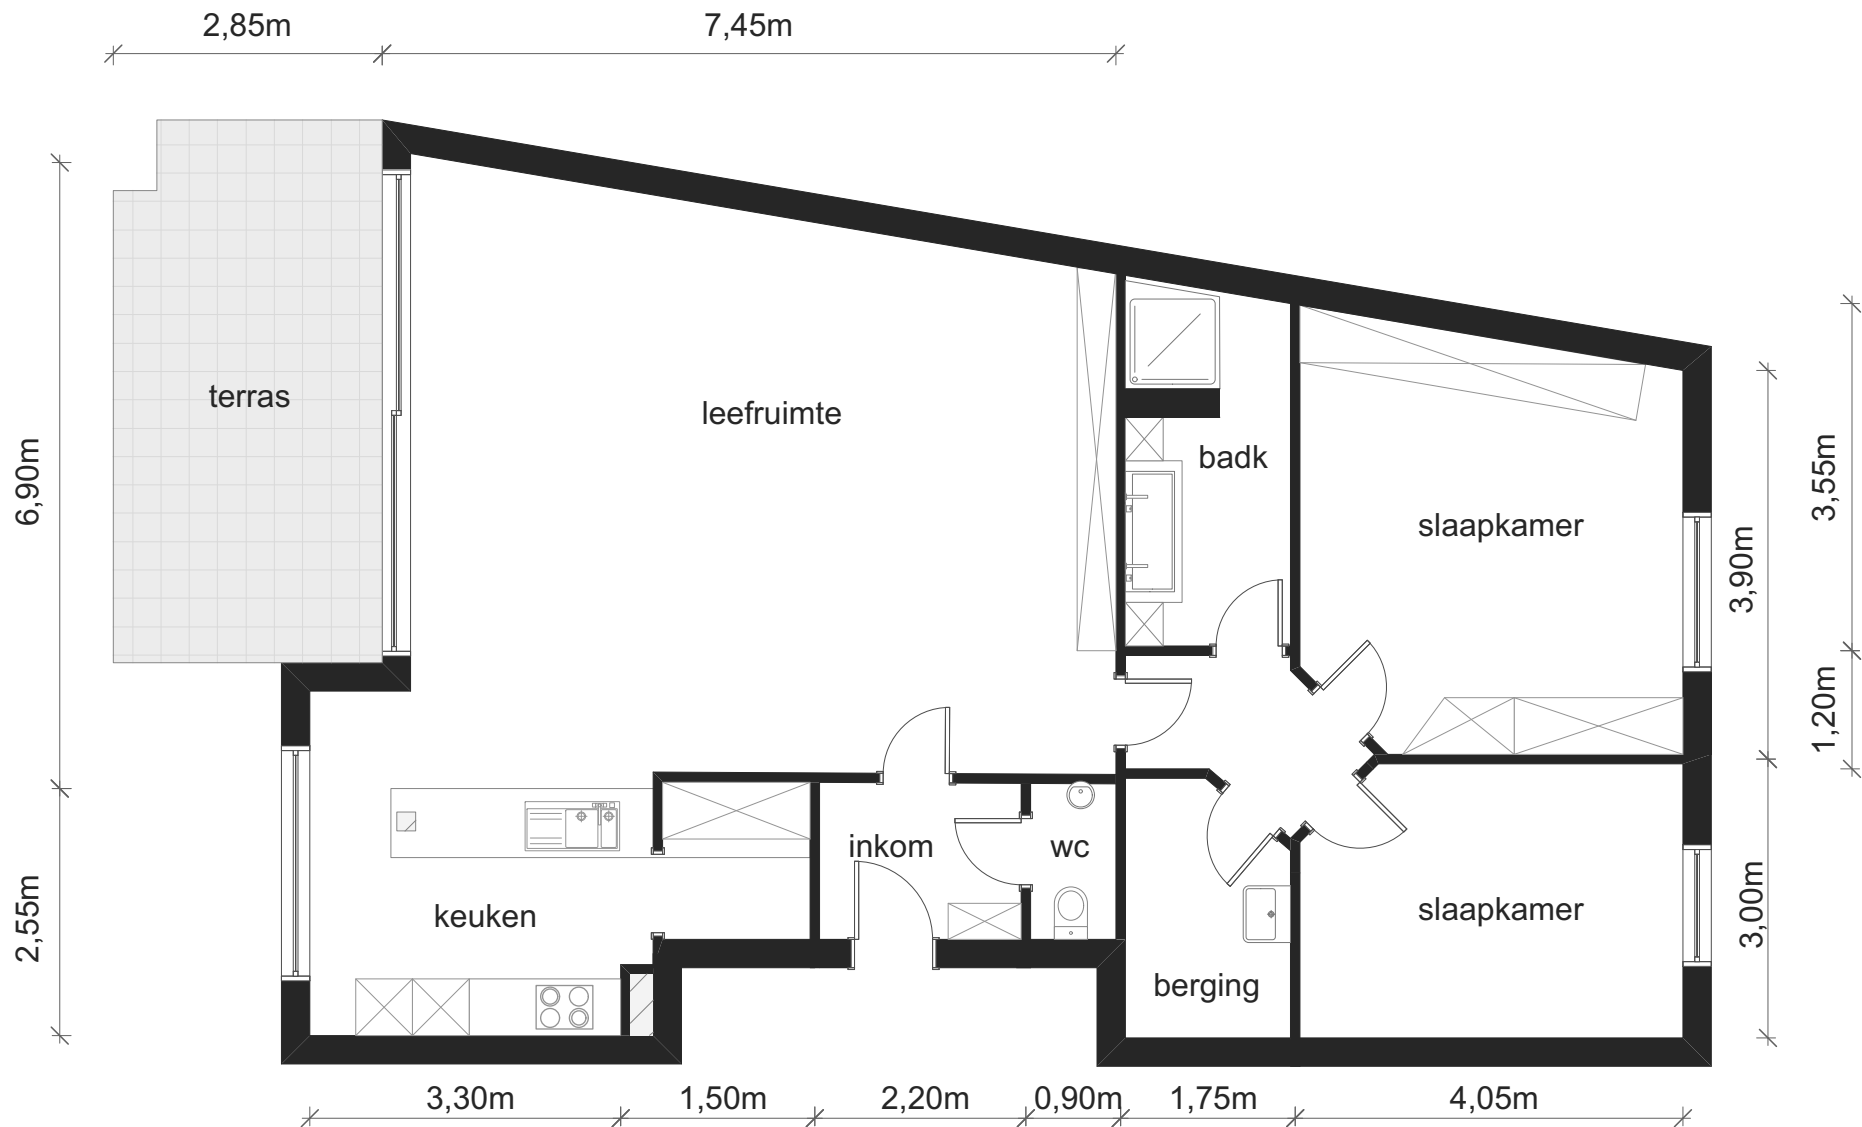 2,85m
7,45m
6,90m
2,55m
terras
leefruimte
badk
slaapkamer
3,55m
3,90m
1,20m
inkom
wc
keuken
slaapkamer
3,00m
berging
3,30m
1,50m
2,20m
0,90m
1,75m
4,05m